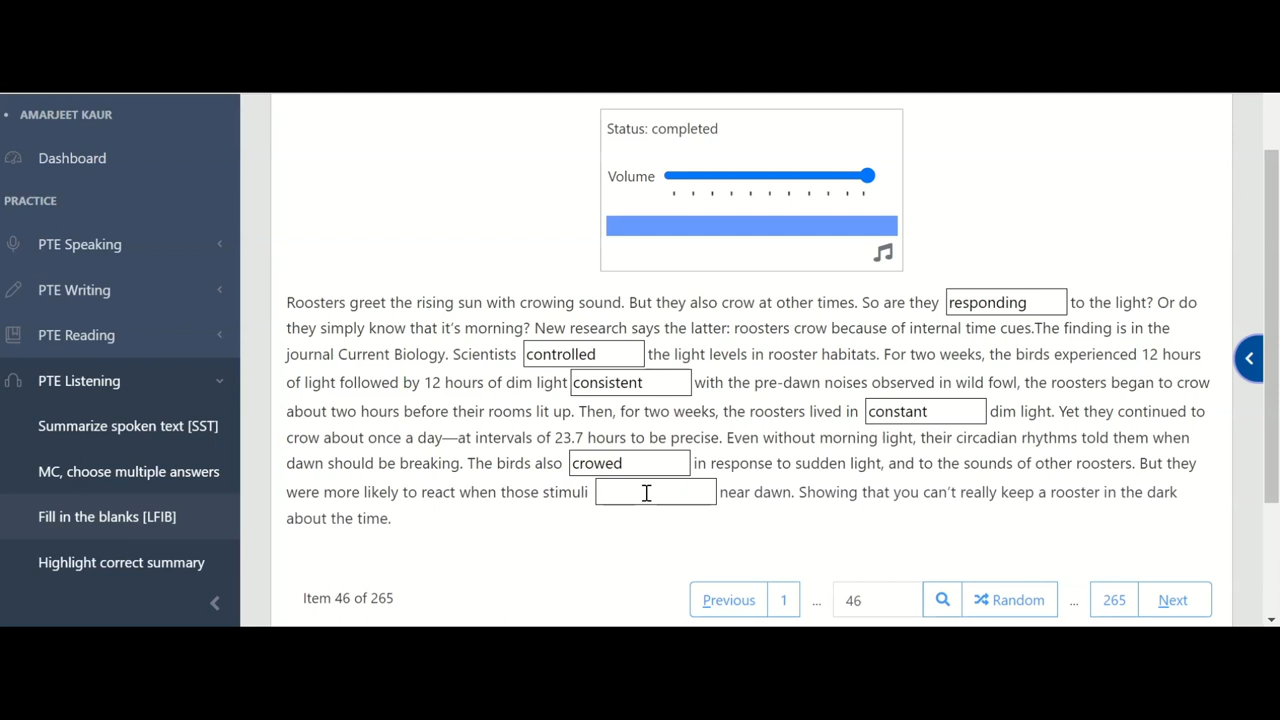 AMARJEET KAUR
Dashboard
PRACTICE
PTE Speaking
PTE Writing
PTE Reading
PTE Listening
Summarize spoken text [SST]
MC, choose multiple answers
Fill in the blanks [LFIB]
Highlight correct summary
Status: completed
Volume
Roosters greet the rising sun with crowing sound. But they also crow at other times. So are they responding to the light? Or do
they simply know that it's morning? New research says the latter: roosters crow because of internal time cues.The finding is in the
journal Current Biology. Scientists controlled the light levels in rooster habitats. For two weeks, the birds experienced 12 hours
of light followed by 12 hours of dim light consistent with the pre-dawn noises observed in wild fowl, the roosters began to crow
about two hours before their rooms lit up. Then, for two weeks, the roosters lived in constant dim light. Yet they continued to
crow about once a day—at intervals of 23.7 hours to be precise. Even without morning light, their circadian rhythms told them when
dawn should be breaking. The birds also crowed in response to sudden light, and to the sounds of other roosters. But they
were more likely to react when those stimuli near dawn. Showing that you can't really keep a rooster in the dark
about the time.
Item 46 of 265
Previous 1 ... 46 Random ... 265 Next